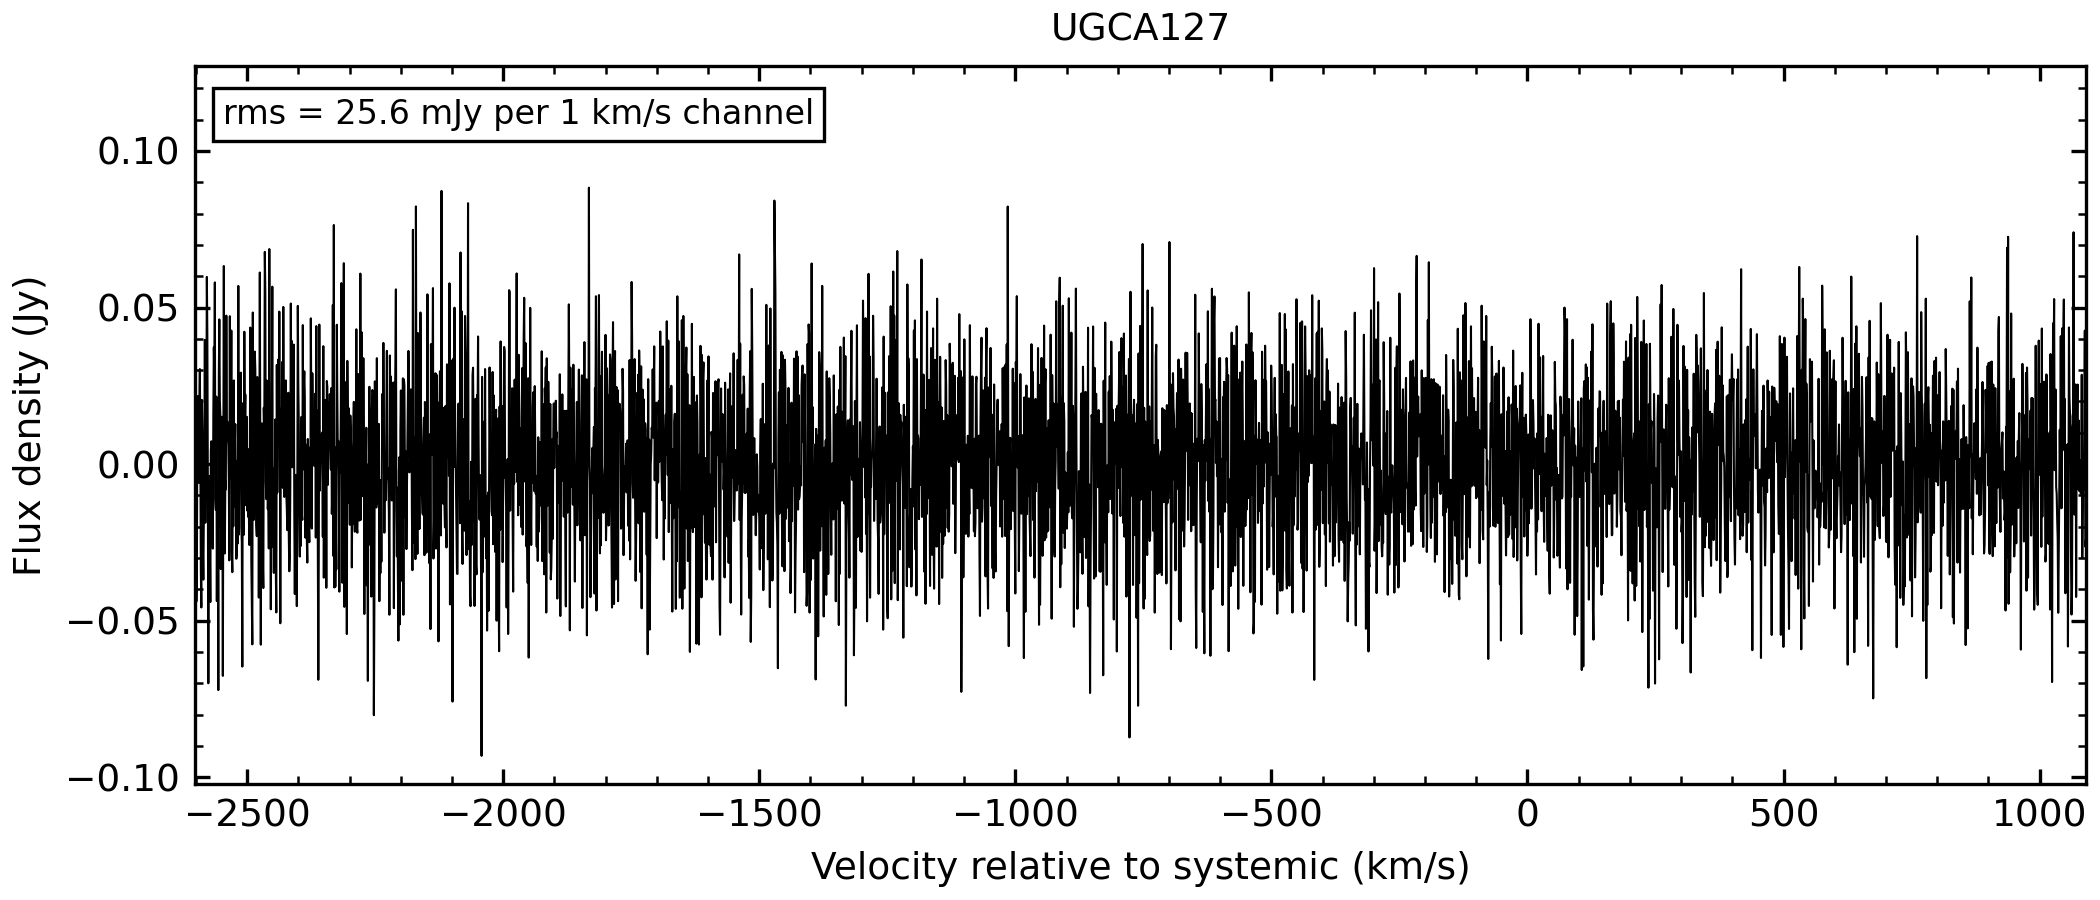 UGCA127
rms = 25.6 mJy per 1 km/s channel
0.10
0.05
0.00
−0.05
−0.10
Flux density (Jy)
−2500 −2000 −1500 −1000 −500 0 500 1000
Velocity relative to systemic (km/s)